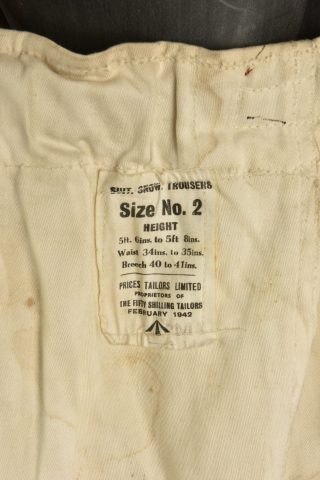 SUIT. SNOW. TROUSERS
Size No. 2
HEIGHT
5ft. 6ins. to 5ft 8ins.
Waist 34ins. to 35ins.
Breech 40 to 41ins.
PRICES TAILORS LIMITED
PROPRIETORS OF
THE FIFTY SHILLING TAILORS
FEBRUARY 1942